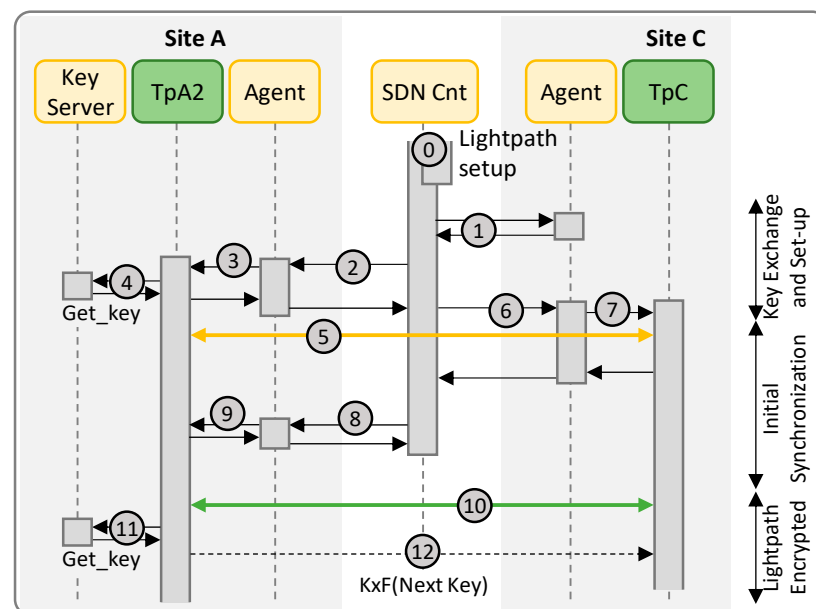 Site A
Site C
Key
Server
TpA2
Agent
SDN Cnt
Agent
TpC
0
Lightpath
setup
1
2
3
4
Get_key
6
7
5
9
8
10
11
Get_key
12
KxF(Next Key)
Key Exchange
and Set-up
Initial
Synchronization
Lightpath
Encrypted